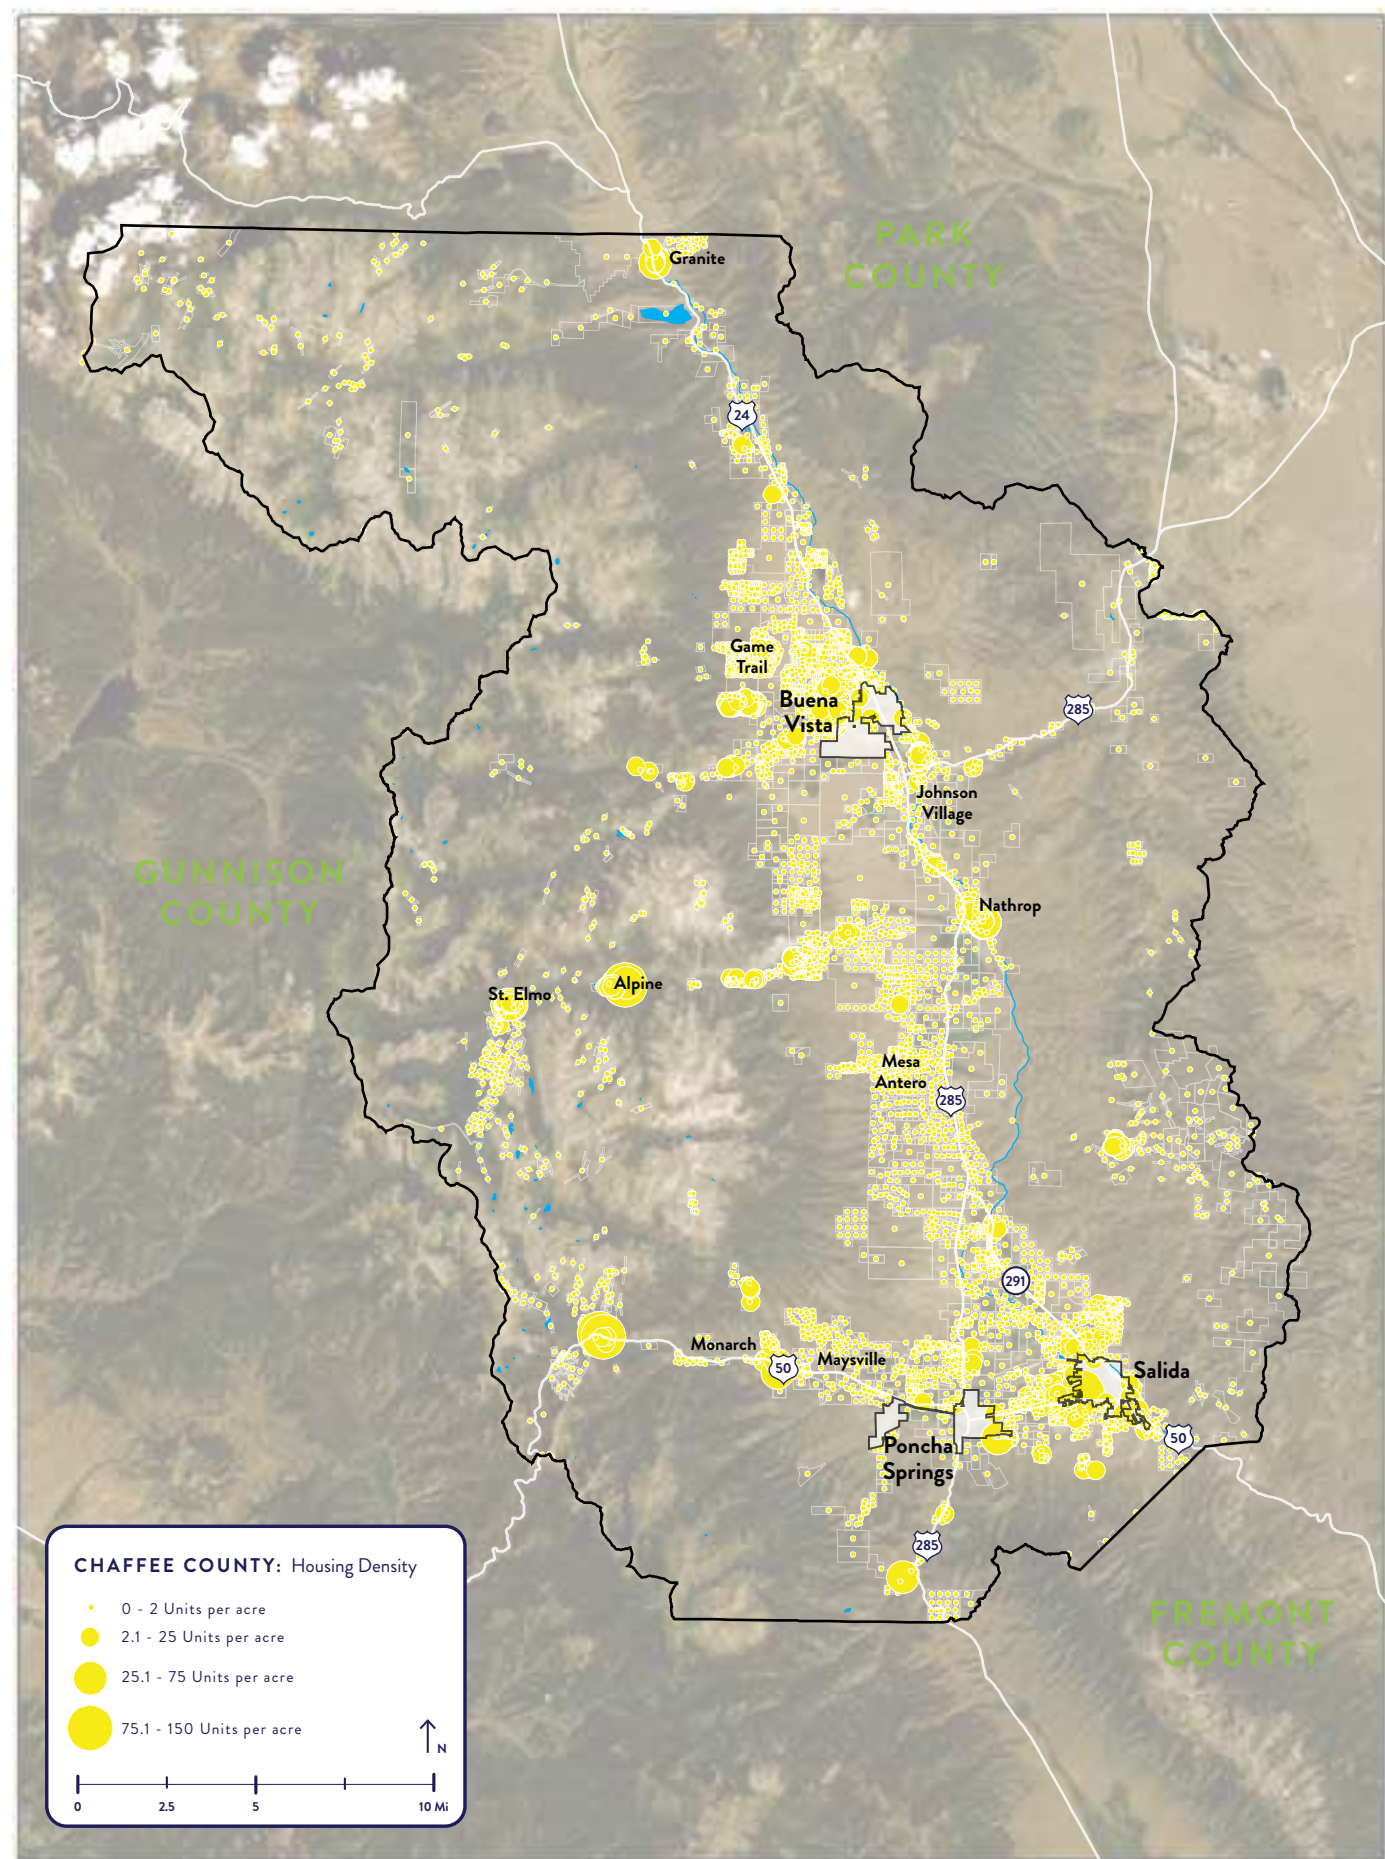 PARK
COUNTY
Granite
24
Game
Trail
Buena
Vista
285
Johnson
Village
GUNNISON
COUNTY
Nathrop
Alpine
St. Elmo
Mesa
Antero
285
291
Monarch
50
Maysville
Salida
50
Poncha
Springs
285
FREMONT
COUNTY
CHAFFEE COUNTY: Housing Density
0 - 2 Units per acre
2.1 - 25 Units per acre
25.1 - 75 Units per acre
75.1 - 150 Units per acre
N
0 2.5 5 10 Mi